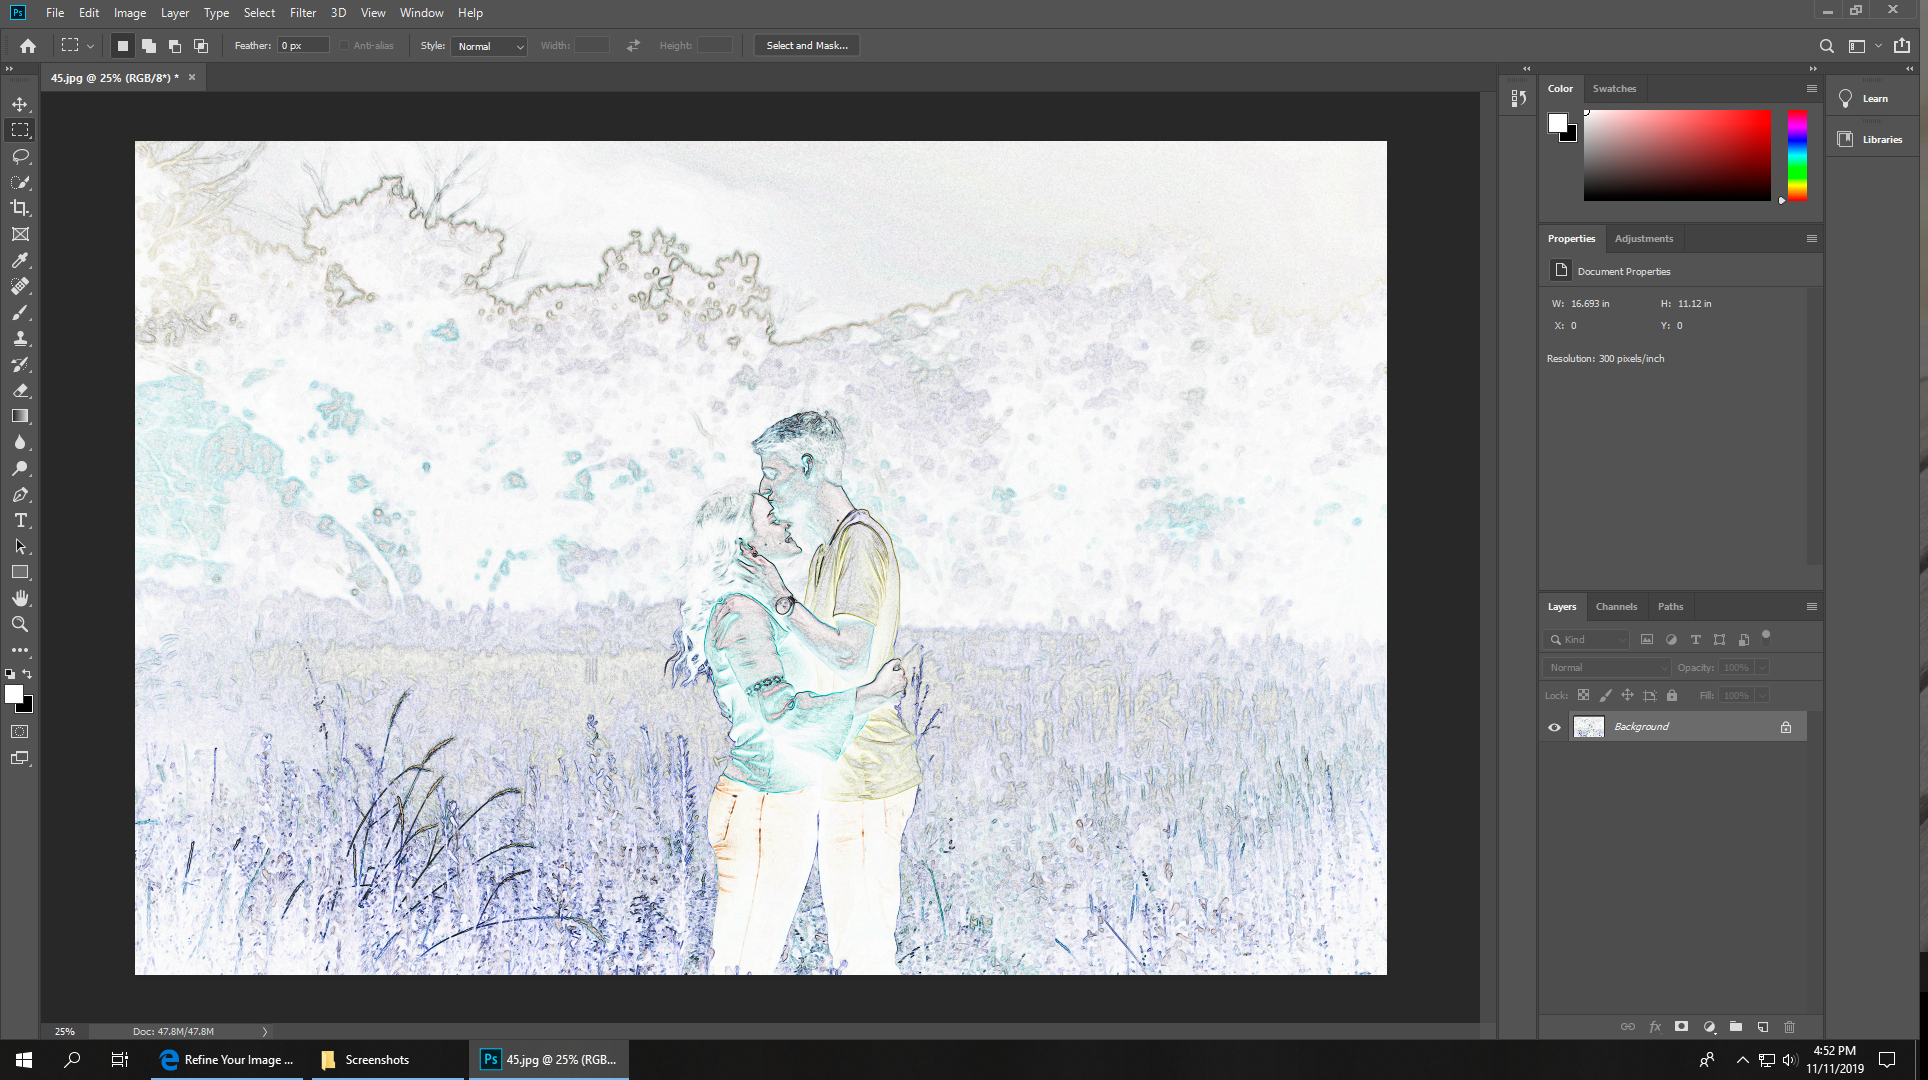 Ps File Edit Image Layer Type Select Filter 3D View Window Help
Feather: 0 px Anti-alias Style: Normal Width: Height: Select and Mask...
45.jpg @ 25% (RGB/8*) *
Color Swatches
Learn
Libraries
Properties Adjustments
Document Properties
W: 16.693 in H: 11.12 in
X: 0 Y: 0
Resolution: 300 pixels/inch
Layers Channels Paths
Kind
Normal Opacity: 100%
Lock: Fill: 100%
Background
fx
25% Doc: 47.8M/47.8M
Refine Your Image ... Screenshots Ps 45.jpg @ 25% (RGB...
4:52 PM
11/11/2019